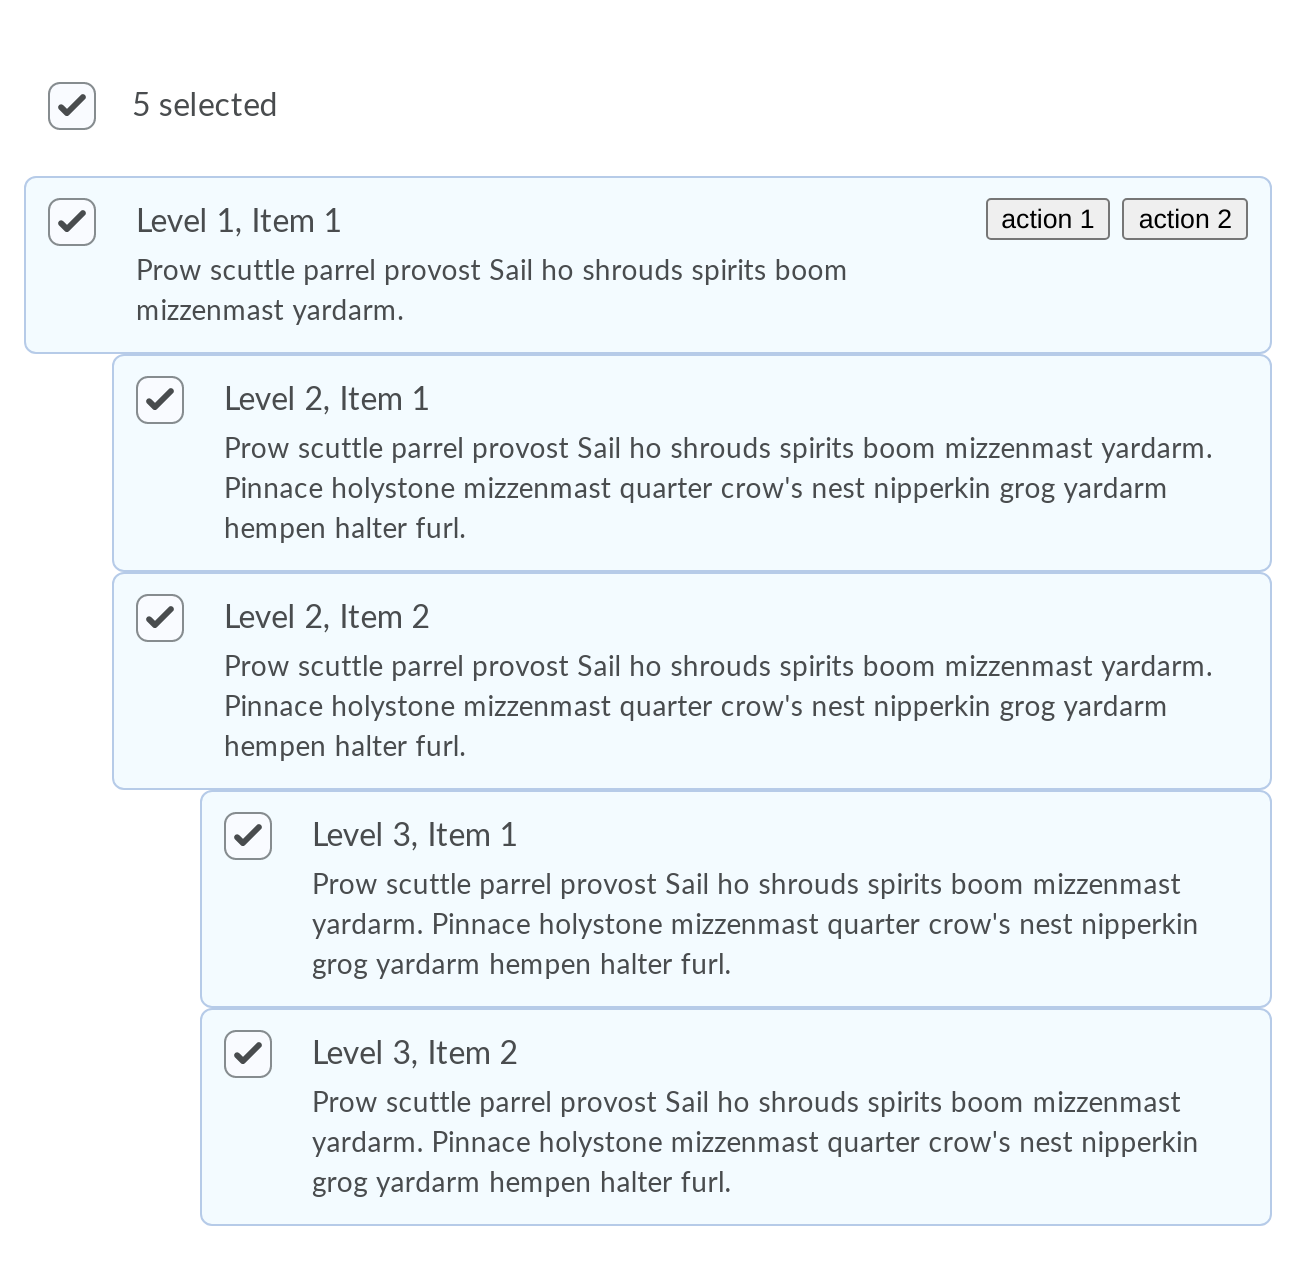 5 selected
Level 1, Item 1
action 1
action 2
Prow scuttle parrel provost Sail ho shrouds spirits boom
mizzenmast yardarm.
Level 2, Item 1
Prow scuttle parrel provost Sail ho shrouds spirits boom mizzenmast yardarm.
Pinnace holystone mizzenmast quarter crow's nest nipperkin grog yardarm
hempen halter furl.
Level 2, Item 2
Prow scuttle parrel provost Sail ho shrouds spirits boom mizzenmast yardarm.
Pinnace holystone mizzenmast quarter crow's nest nipperkin grog yardarm
hempen halter furl.
Level 3, Item 1
Prow scuttle parrel provost Sail ho shrouds spirits boom mizzenmast
yardarm. Pinnace holystone mizzenmast quarter crow's nest nipperkin
grog yardarm hempen halter furl.
Level 3, Item 2
Prow scuttle parrel provost Sail ho shrouds spirits boom mizzenmast
yardarm. Pinnace holystone mizzenmast quarter crow's nest nipperkin
grog yardarm hempen halter furl.